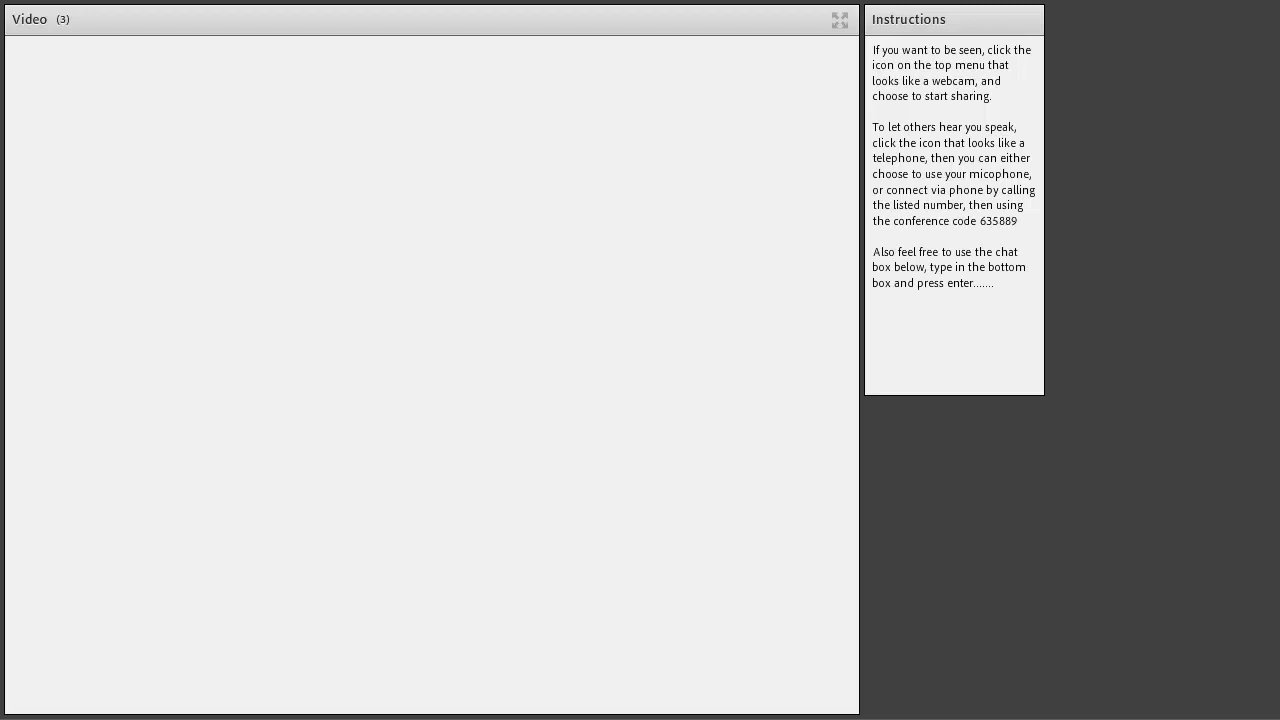 Video (3)
Instructions
If you want to be seen, click the
icon on the top menu that
looks like a webcam, and
choose to start sharing.
To let others hear you speak,
click the icon that looks like a
telephone, then you can either
choose to use your micophone,
or connect via phone by calling
the listed number, then using
the conference code 635889
Also feel free to use the chat
box below, type in the bottom
box and press enter.......